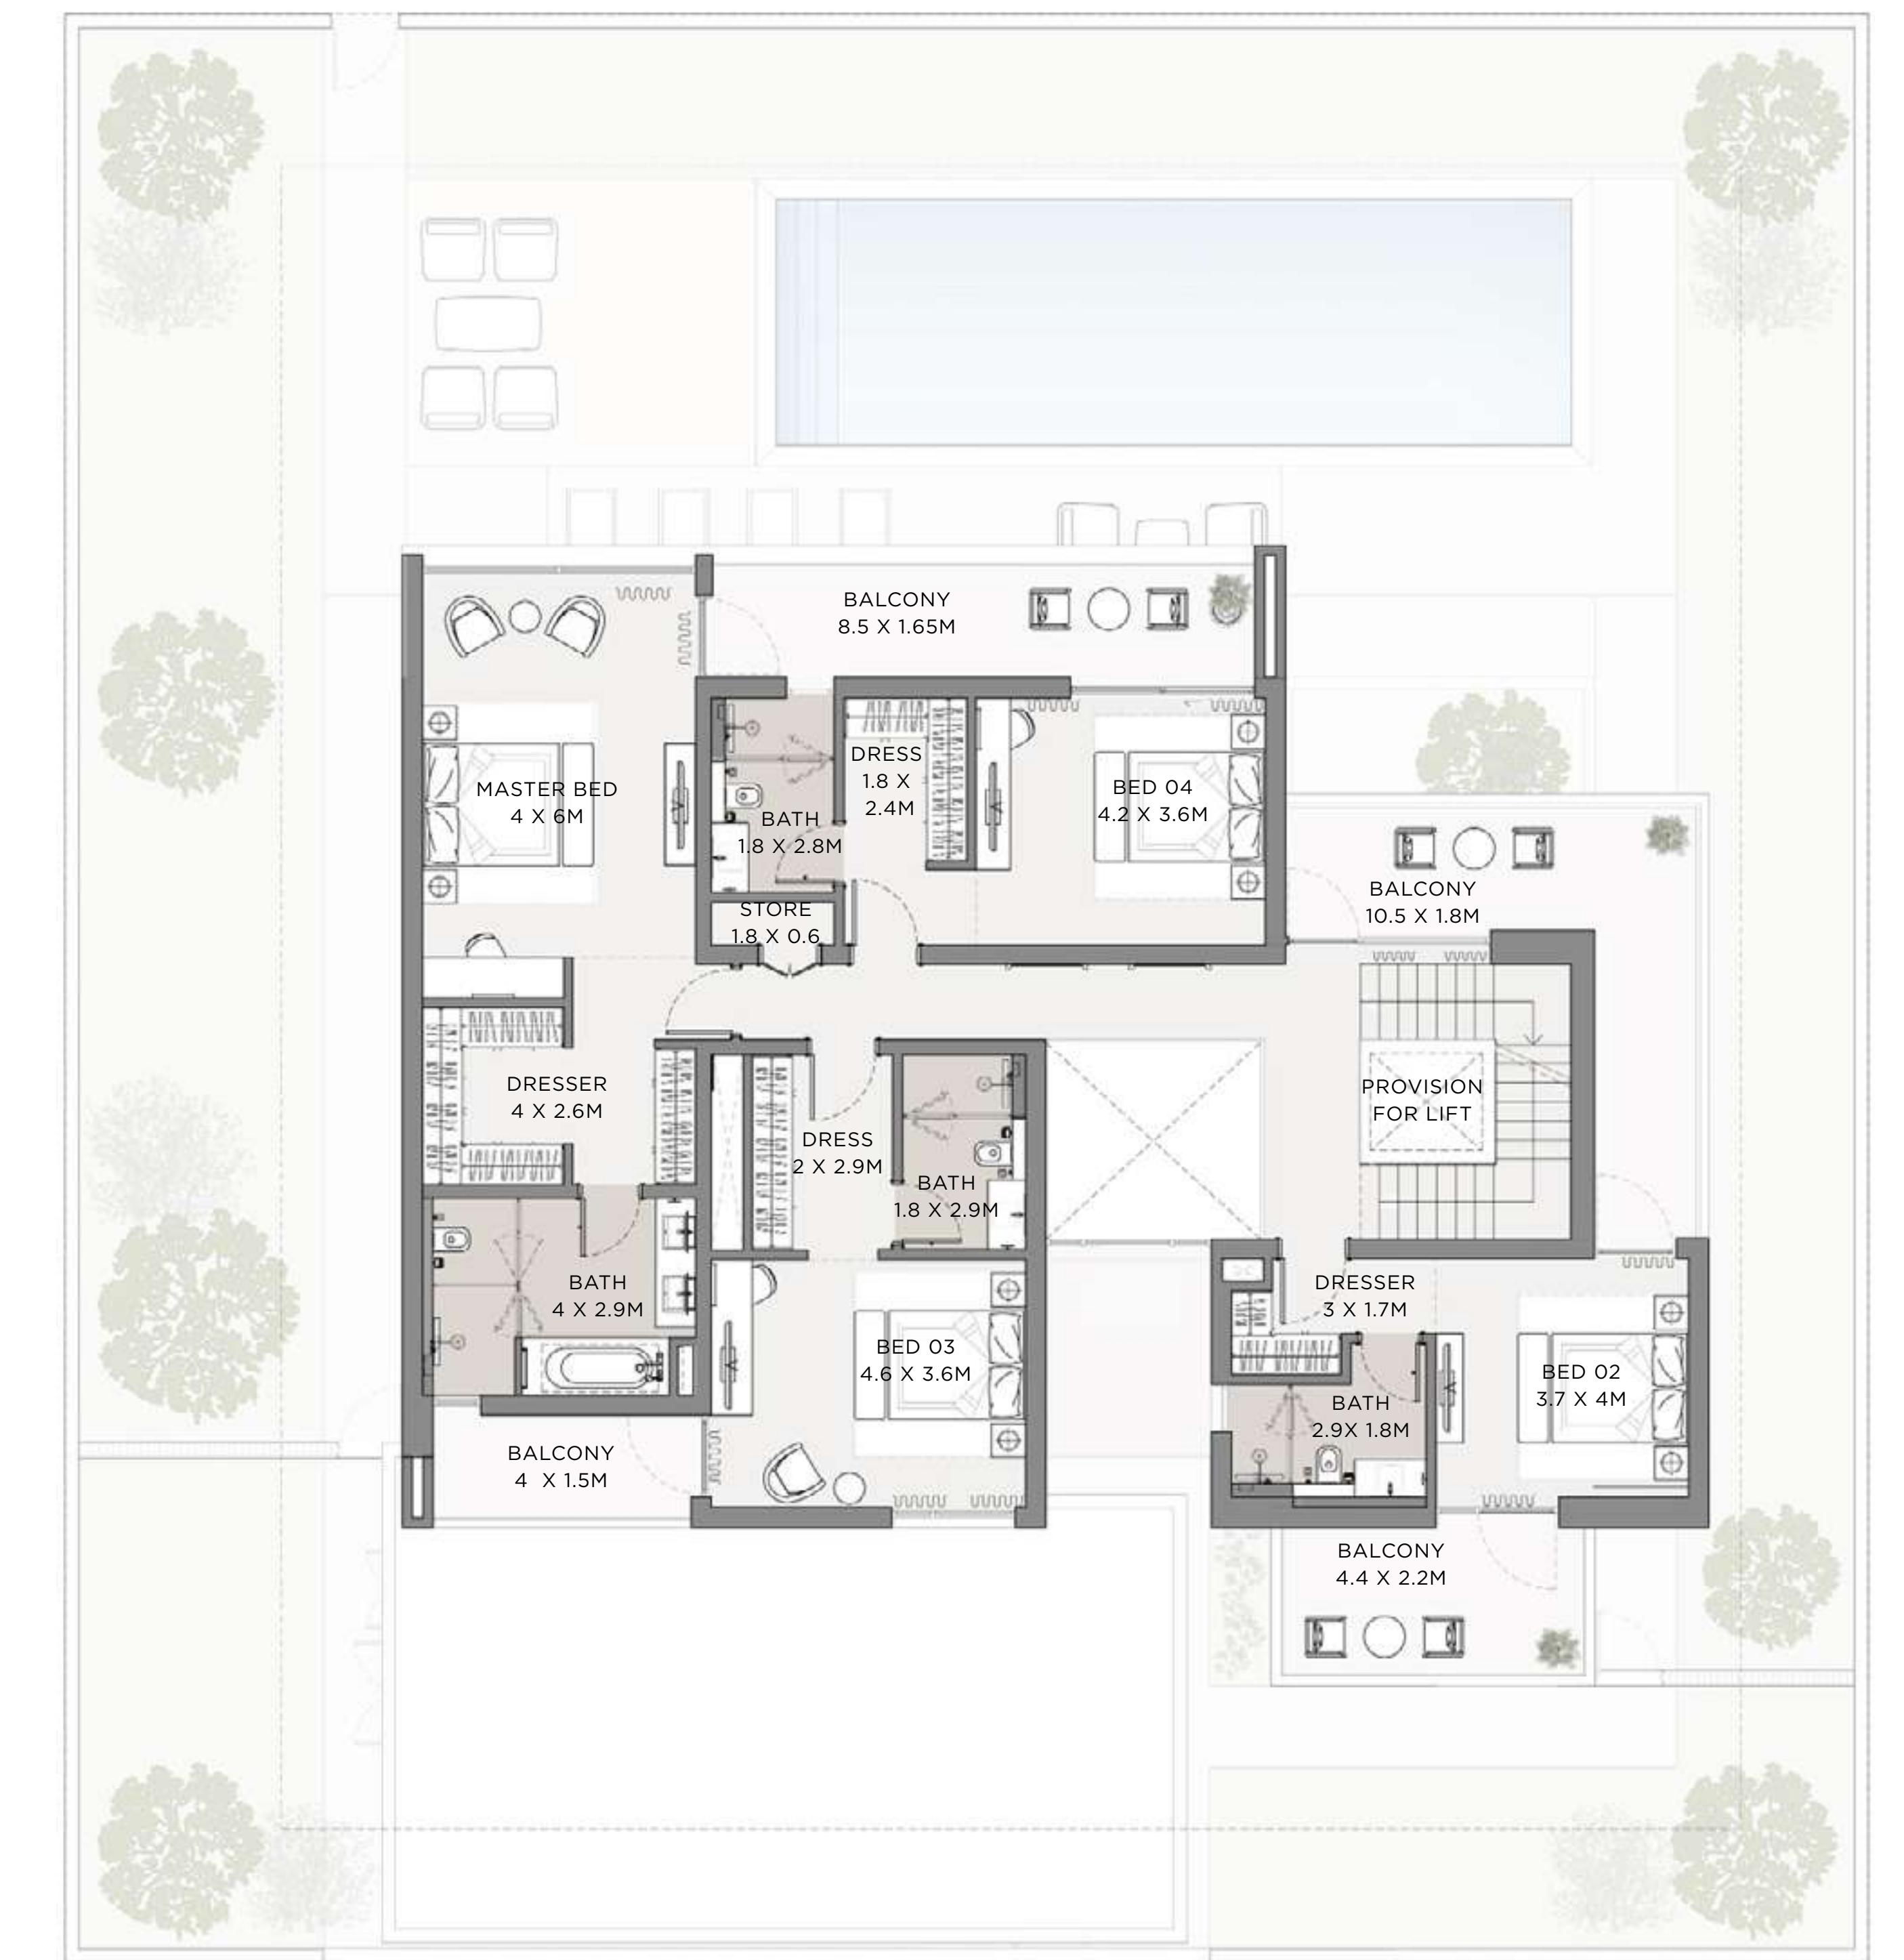 BALCONY
8.5 X 1.65M
MASTER BED
4 X 6M
BATH
1.8 X 2.8M
DRESS
1.8 X
2.4M
BED 04
4.2 X 3.6M
STORE
1.8 X 0.6
BALCONY
10.5 X 1.8M
DRESSER
4 X 2.6M
DRESS
2 X 2.9M
BATH
1.8 X 2.9M
PROVISION
FOR LIFT
BATH
4 X 2.9M
BED 03
4.6 X 3.6M
DRESSER
3 X 1.7M
BED 02
3.7 X 4M
BATH
2.9X 1.8M
BALCONY
4 X 1.5M
BALCONY
4.4 X 2.2M